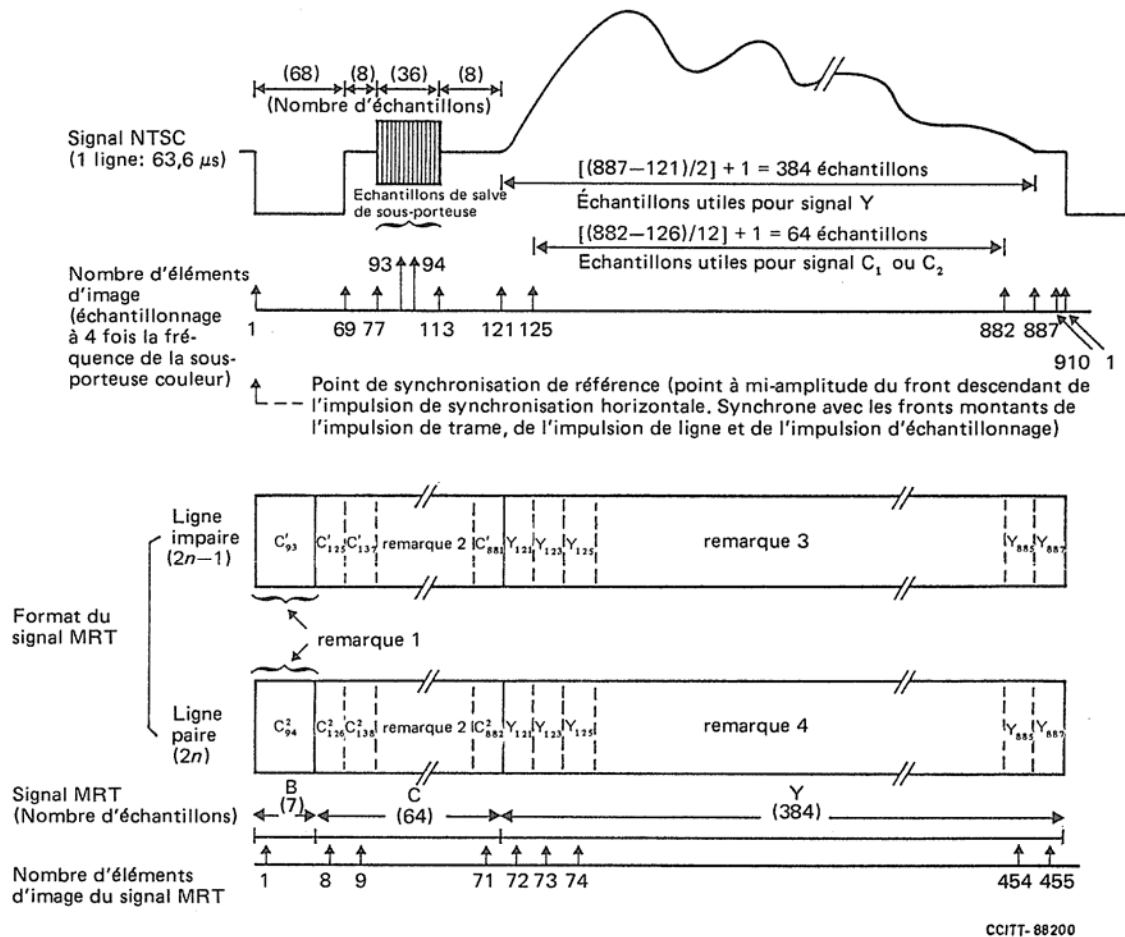 (68) (8) (36) (8)
(Nombre d'échantillons)
Signal NTSC
(1 ligne: 63,6 µs)
Echantillons de salve
de sous-porteuse
[(887—121)/2] + 1 = 384 échantillons
Échantillons utiles pour signal Y
[(882—126)/12] + 1 = 64 échantillons
Echantillons utiles pour signal C₁ ou C₂
Nombre d'éléments
d'image
(échantillonnage
à 4 fois la fré-
quence de la sous-
porteuse couleur)
93 94
1 69 77 113 121 125 882 887
910 1
Point de synchronisation de référence (point à mi-amplitude du front descendant de
l'impulsion de synchronisation horizontale. Synchrone avec les fronts montants de
l'impulsion de trame, de l'impulsion de ligne et de l'impulsion d'échantillonnage)
Format du
signal MRT
Ligne
impaire
(2n—1)
C′₉₃ C′₁₂₅ C′₁₃₇ remarque 2 C′₈₈₁ Y₁₂₁ Y₁₂₃ Y₁₂₅ remarque 3 Y₈₈₅ Y₈₈₇
remarque 1
Ligne
paire
(2n)
C²₉₄ C²₁₂₆ C²₁₃₈ remarque 2 C²₈₈₂ Y₁₂₁ Y₁₂₃ Y₁₂₅ remarque 4 Y₈₈₅ Y₈₈₇
Signal MRT
(Nombre d'échantillons)
B
(7)
C
(64)
Y
(384)
Nombre d'éléments
d'image du signal MRT
1 8 9 71 72 73 74 454 455
CCITT-88200